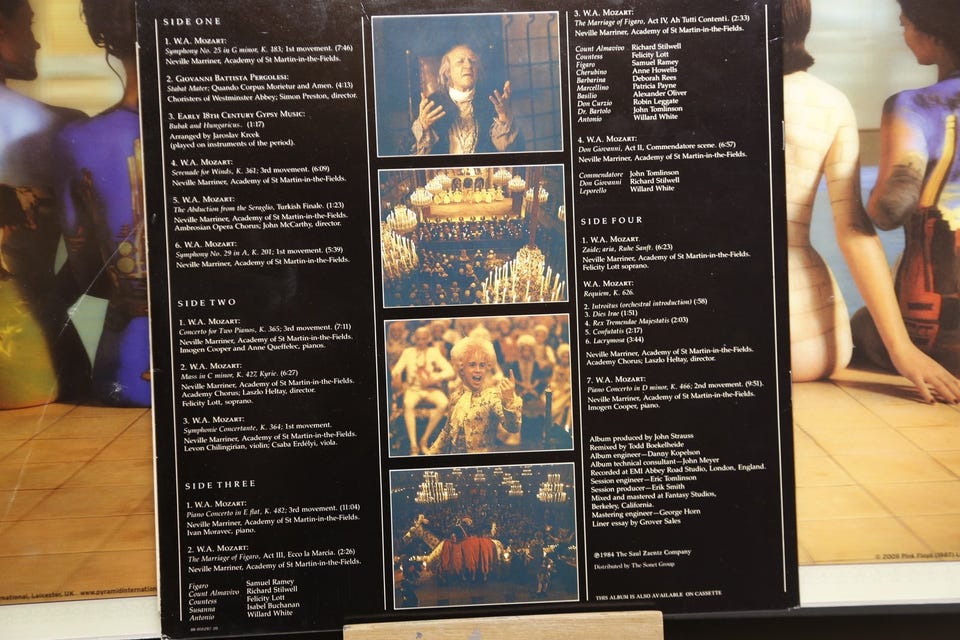 SIDE ONE
1. W.A. MOZART:
Symphony No. 25 in G minor, K. 183; 1st movement. (7:46)
Neville Marriner, Academy of St Martin-in-the-Fields.
2. GIOVANNI BATTISTA PERGOLESI:
Stabat Mater; Quando Corpus Morietur and Amen. (4:13)
Choristers of Westminster Abbey; Simon Preston, director.
3. EARLY 18TH CENTURY GYPSY MUSIC:
Bubak and Hungaricus. (1:17)
Arranged by Jaroslav Krcek
(played on instruments of the period).
4. W.A. MOZART:
Serenade for Winds, K. 361; 3rd movement. (6:09)
Neville Marriner, Academy of St Martin-in-the-Fields.
5. W.A. MOZART:
The Abduction from the Seraglio, Turkish Finale. (1:23)
Neville Marriner, Academy of St Martin-in-the-Fields.
Ambrosian Opera Chorus; John McCarthy, director.
6. W.A. MOZART:
Symphony No. 29 in A, K. 201; 1st movement. (5:39)
Neville Marriner, Academy of St Martin-in-the-Fields.
SIDE TWO
1. W.A. MOZART:
Concerto for Two Pianos, K. 365; 3rd movement. (7:11)
Neville Marriner, Academy of St Martin-in-the-Fields.
Imogen Cooper and Anne Queffelec, pianos.
2. W.A. MOZART:
Mass in C minor, K. 427, Kyrie. (6:27)
Neville Marriner, Academy of St Martin-in-the-Fields.
Academy Chorus; Laszlo Heltay, director.
Felicity Lott, soprano.
3. W.A. MOZART:
Symphonie Concertante, K. 364; 1st movement.
Neville Marriner, Academy of St Martin-in-the-Fields.
Levon Chilingirian, violin; Csaba Erdélyi, viola.
SIDE THREE
1. W.A. MOZART:
Piano Concerto in E flat, K. 482; 3rd movement. (11:04)
Neville Marriner, Academy of St Martin-in-the-Fields.
Ivan Moravec, piano.
2. W.A. MOZART:
The Marriage of Figaro, Act III, Ecco la Marcia. (2:26)
Neville Marriner, Academy of St Martin-in-the-Fields.
Figaro Samuel Ramey
Count Almavivo Richard Stilwell
Countess Felicity Lott
Susanna Isabel Buchanan
Antonio Willard White
3. W.A. MOZART:
The Marriage of Figaro, Act IV, Ah Tutti Contenti. (2:33)
Neville Marriner, Academy of St Martin-in-the-Fields.
Count Almavivo Richard Stilwell
Countess Felicity Lott
Figaro Samuel Ramey
Cherubino Anne Howells
Barbarina Deborah Rees
Marcellino Patricia Payne
Basilio Alexander Oliver
Don Curzio Robin Leggate
Dr. Bartolo John Tomlinson
Antonio Willard White
4. W.A. MOZART:
Don Giovanni, Act II, Commendatore scene. (6:57)
Neville Marriner, Academy of St Martin-in-the-Fields.
Commendatore John Tomlinson
Don Giovanni Richard Stilwell
Leporello Willard White
SIDE FOUR
1. W.A. MOZART.
Zaide; aria, Ruhe Sanft. (6:23)
Neville Marriner, Academy of St Martin-in-the-Fields.
Felicity Lott soprano.
W.A. MOZART:
Requiem, K. 626.
2. Introitus (orchestral introduction) (:58)
3. Dies Irae (1:51)
4. Rex Tremendae Majestatis (2:03)
5. Confutatis (2:17)
6. Lacrymosa (3:44)
Neville Marriner, Academy of St Martin-in-the-Fields.
Academy Chorus; Laszlo Heltay, director.
7. W.A. MOZART:
Piano Concerto in D minor, K. 466; 2nd movement. (9:51).
Neville Marriner, Academy of St Martin-in-the-Fields.
Imogen Cooper, piano.
Album produced by John Strauss
Remixed by Todd Boekelheide
Album engineer—Danny Kopelson
Album technical consultant—John Meyer
Recorded at EMI Abbey Road Studio, London, England.
Session engineer—Eric Tomlinson
Session producer—Erik Smith
Mixed and mastered at Fantasy Studios,
Berkeley, California.
Mastering engineer—George Horn
Liner essay by Grover Sales
℗1984 The Saul Zaentz Company
Distributed by The Sonet Group
THIS ALBUM IS ALSO AVAILABLE ON CASSETTE
national, Leicester, UK www.pyramidinternation
© 2005 Pink Floyd (1987) L